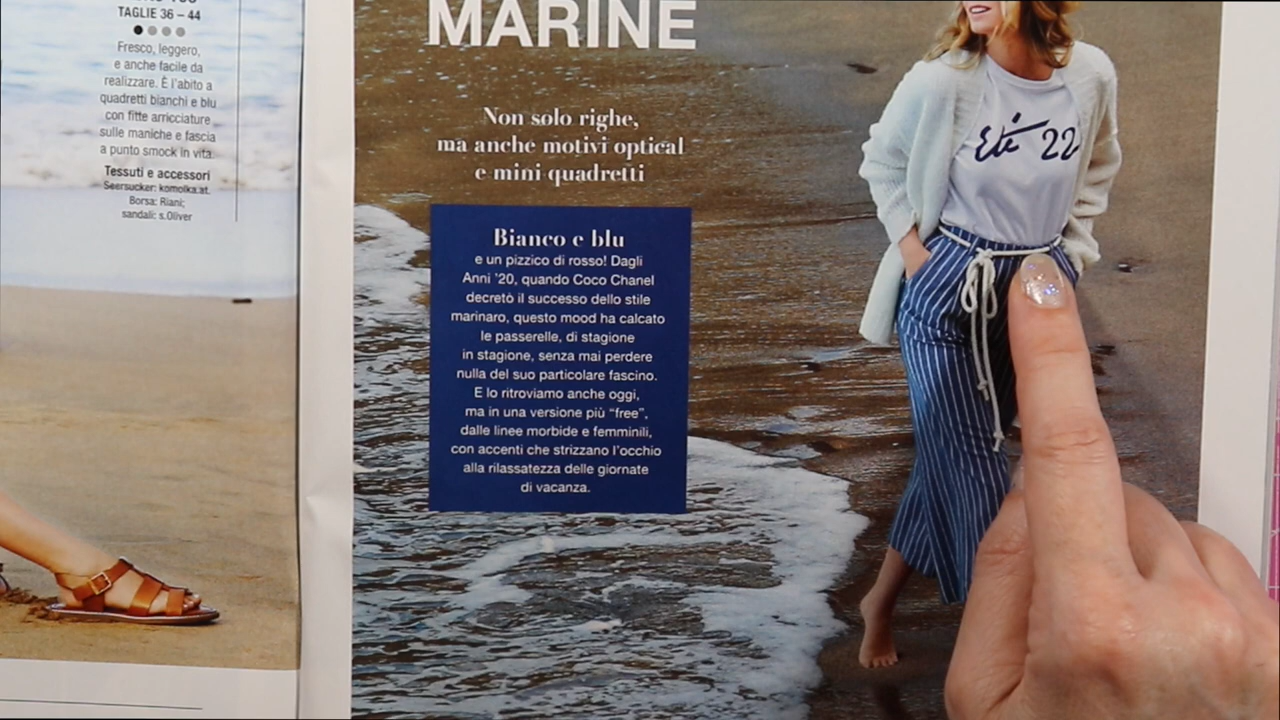 TAGLIE 36 – 44
Fresco, leggero,
e anche facile da
realizzare. È l'abito a
quadretti bianchi e blu
con fitte arricciature
sulle maniche e fascia
a punto smock in vita.
Tessuti e accessori
Seersucker: komolka.at.
Borsa: Riani;
sandali: s.Oliver
MARINE
Non solo righe,
ma anche motivi optical
e mini quadretti
Bianco e blu
e un pizzico di rosso! Dagli
Anni '20, quando Coco Chanel
decretò il successo dello stile
marinaro, questo mood ha calcato
le passerelle, di stagione
in stagione, senza mai perdere
nulla del suo particolare fascino.
E lo ritroviamo anche oggi,
ma in una versione più “free”,
dalle linee morbide e femminili,
con accenti che strizzano l'occhio
alla rilassatezza delle giornate
di vacanza.
Eté 22